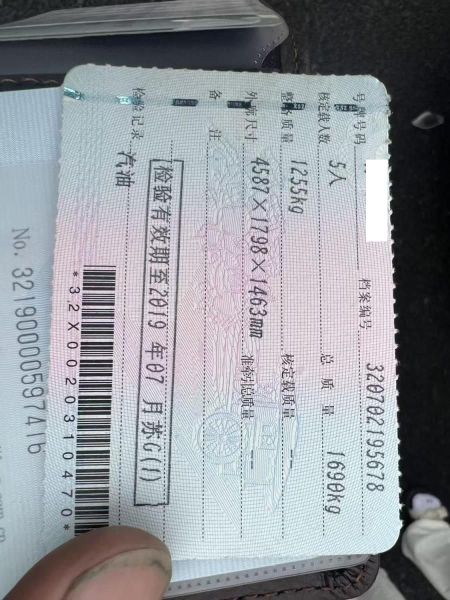 号牌号码 档案编号 320702195678
核定载人数 5人 总质量 1690kg
整备质量 1255kg 核定载质量 --
外廓尺寸 4587×1798×1463mm 准牵引总质量 --
备注
检验有效期至2019年07月苏G(1)
检验记录 汽油
*32X0020310470*
No. 3219000597416